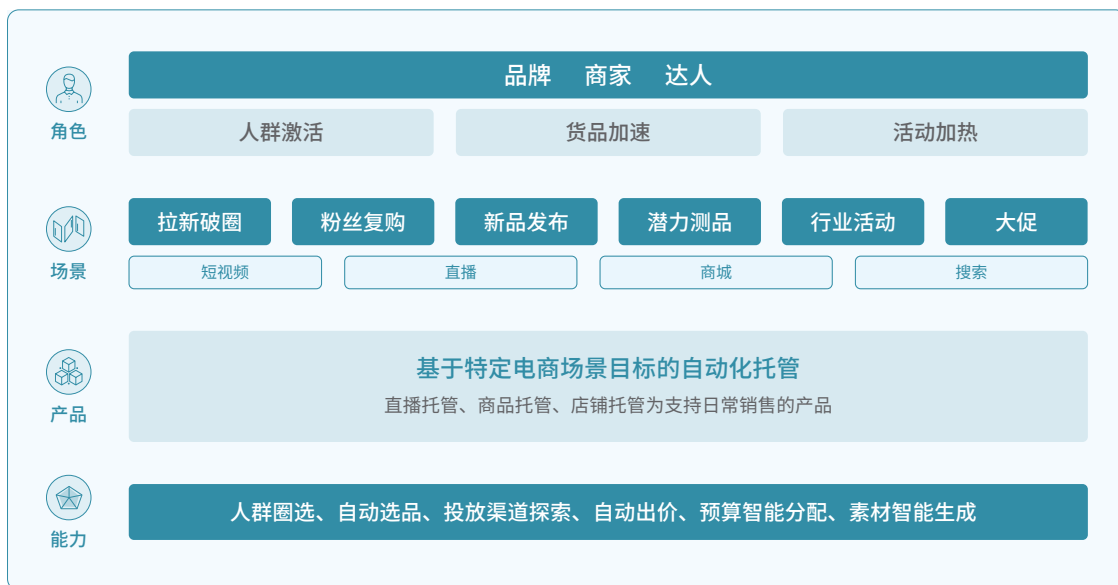 品牌 商家 达人
角色
人群激活 货品加速 活动加热
拉新破圈 粉丝复购 新品发布 潜力测品 行业活动 大促
场景
短视频 直播 商城 搜索
基于特定电商场景目标的自动化托管
直播托管、商品托管、店铺托管为支持日常销售的产品
产品
人群圈选、自动选品、投放渠道探索、自动出价、预算智能分配、素材智能生成
能力